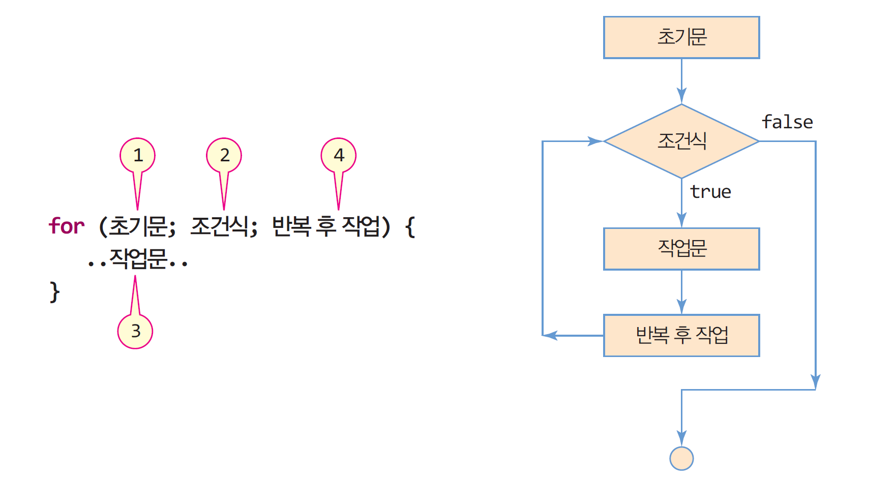 1
2
4
for (초기문; 조건식; 반복 후 작업) {
..작업문..
}
3
초기문
조건식
false
true
작업문
반복 후 작업